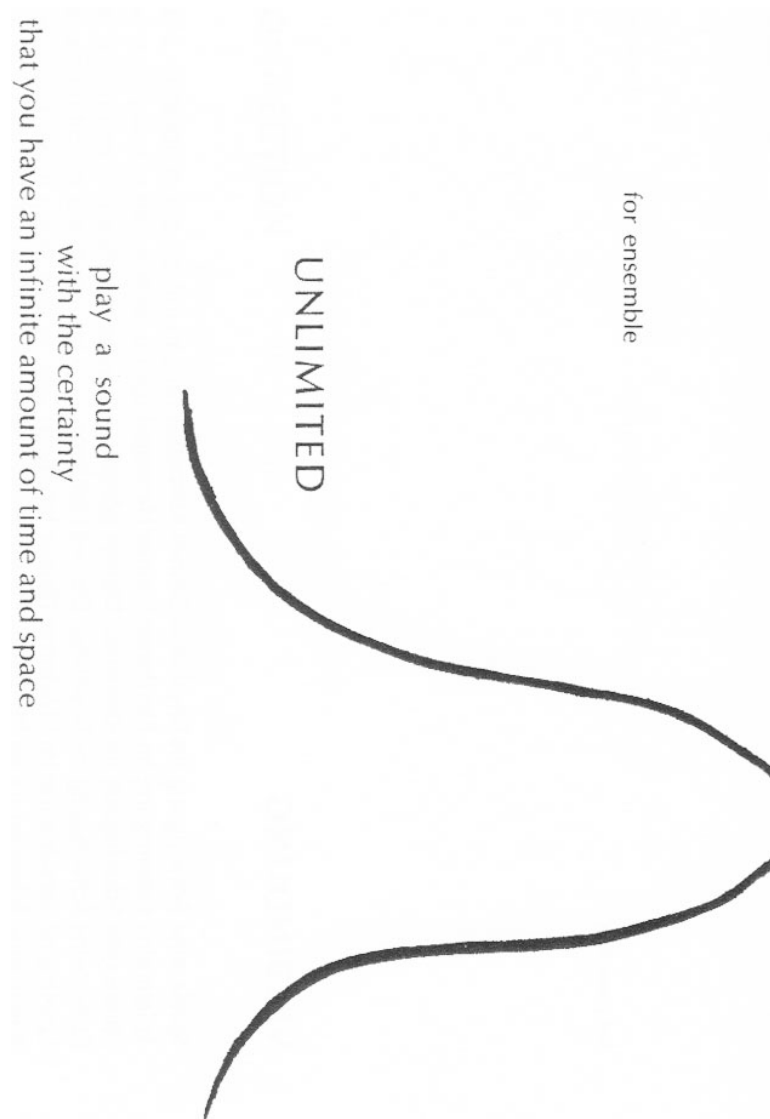 for ensemble
UNLIMITED
play a sound
with the certainty
that you have an infinite amount of time and space